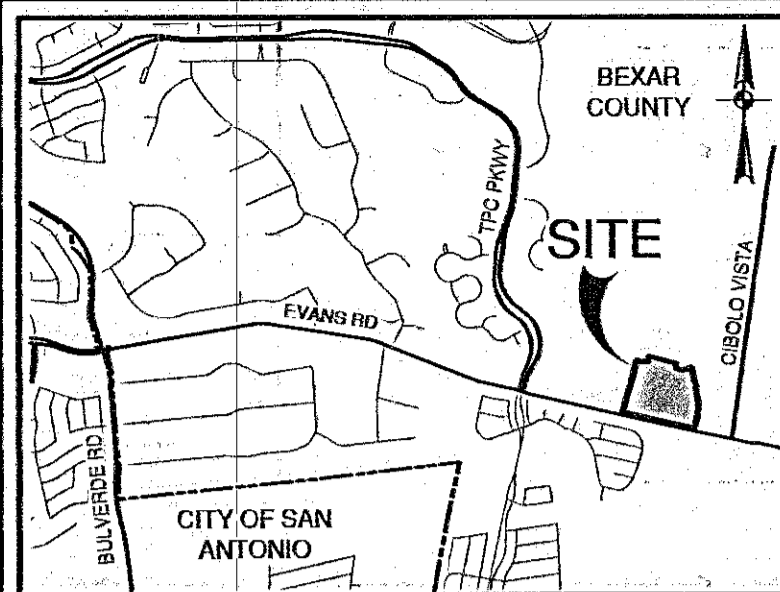 BEXAR
COUNTY
TPC PKWY
SITE
CIBOLO VISTA
EVANS RD
BULVERDE RD
CITY OF SAN
ANTONIO